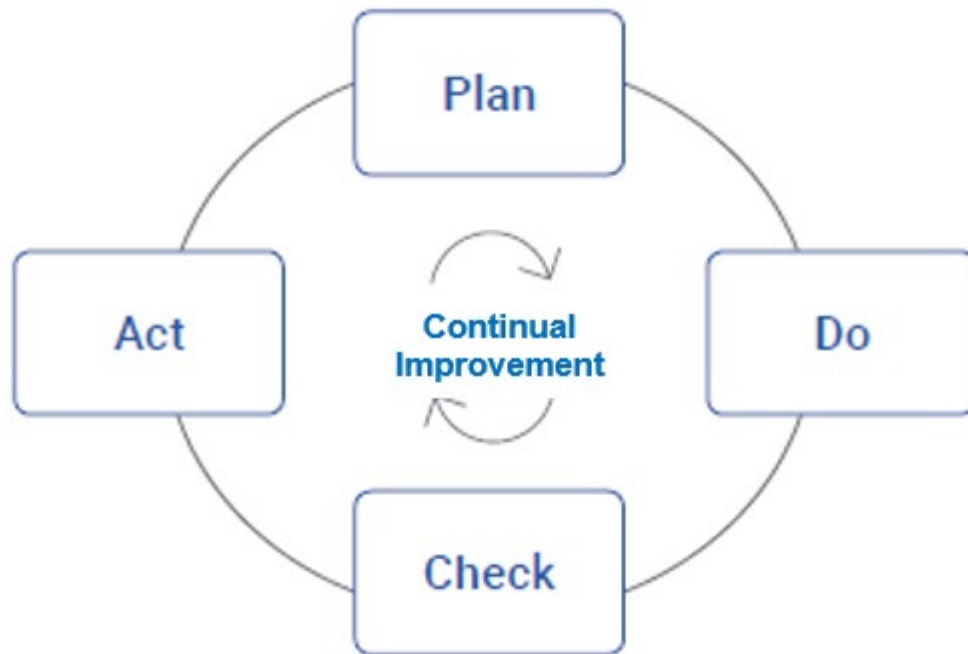 Plan
Act
Continual
Improvement
Do
Check